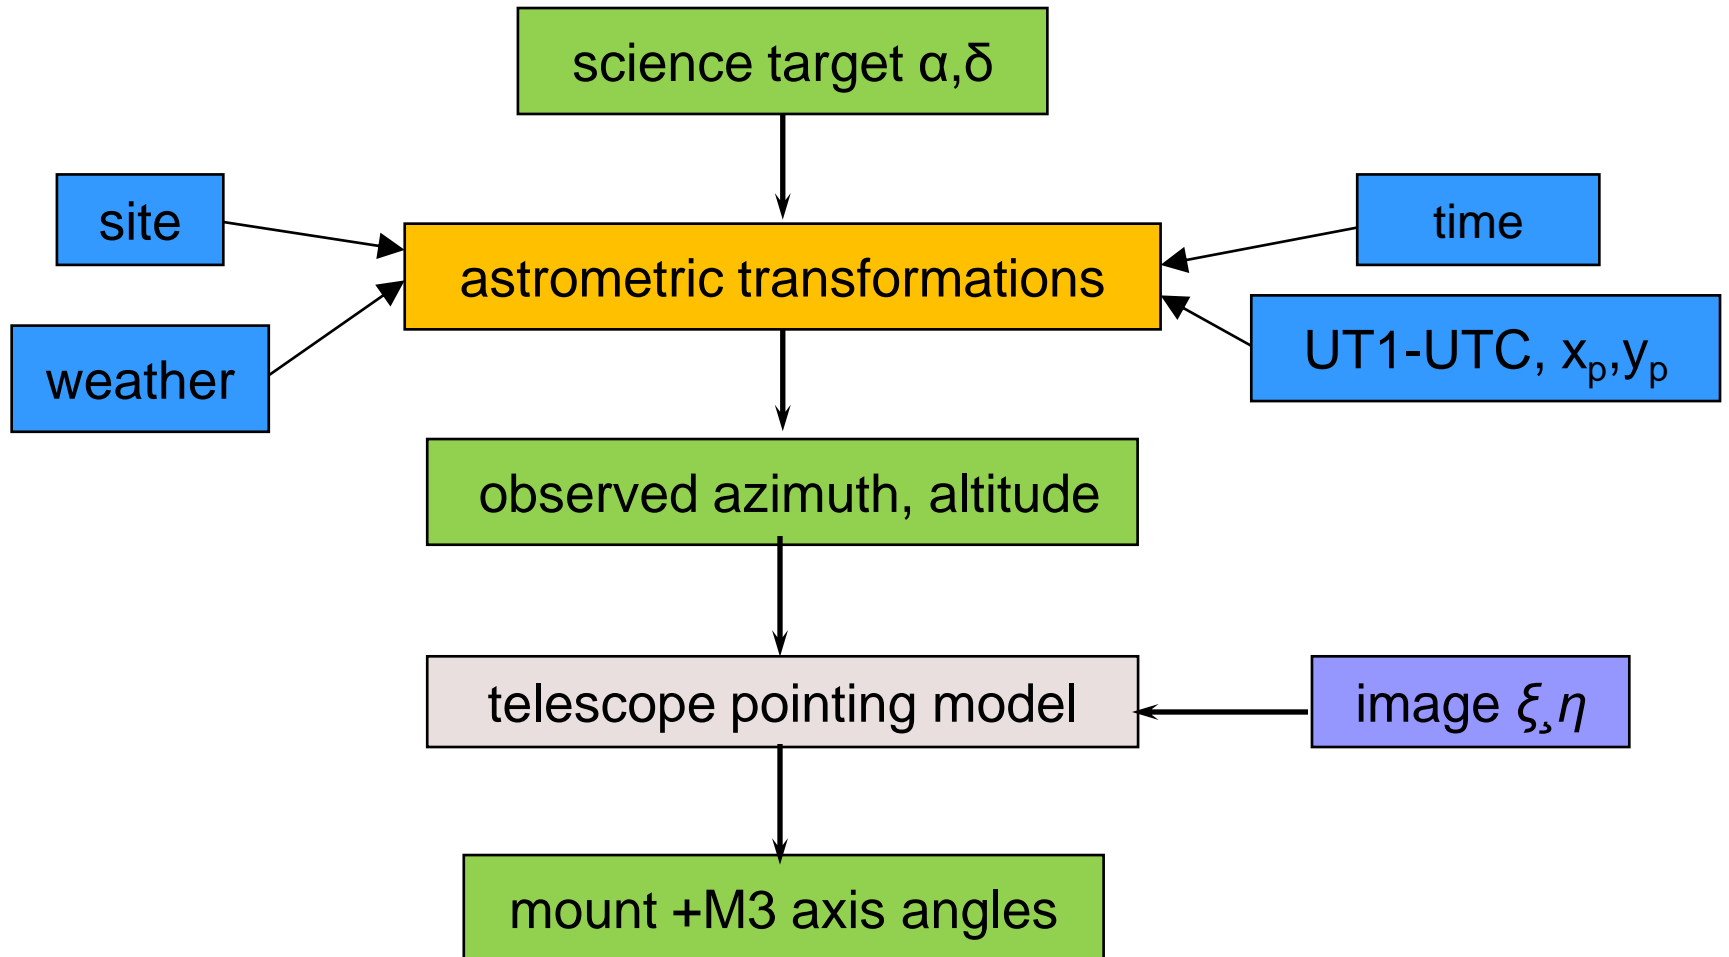 science target α,δ
site
time
astrometric transformations
weather
UT1-UTC, xp,yp
observed azimuth, altitude
telescope pointing model
image ξ,η
mount +M3 axis angles